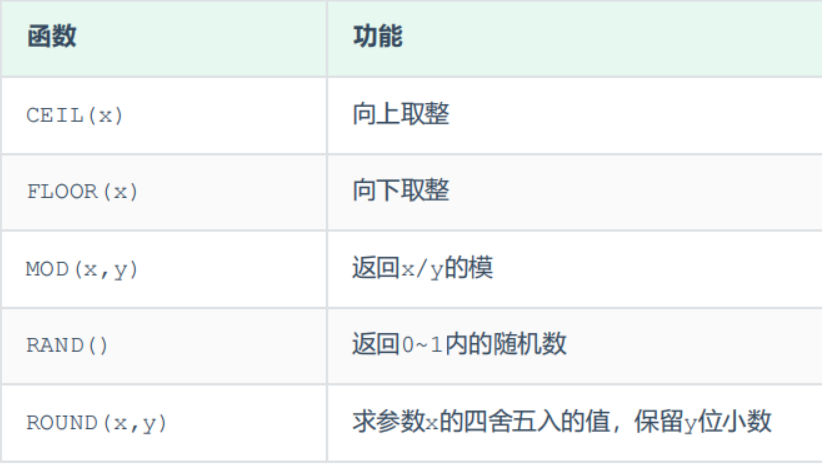 函数 功能
CEIL(x) 向上取整
FLOOR(x) 向下取整
MOD(x,y) 返回x/y的模
RAND() 返回0~1内的随机数
ROUND(x,y) 求参数x的四舍五入的值，保留y位小数